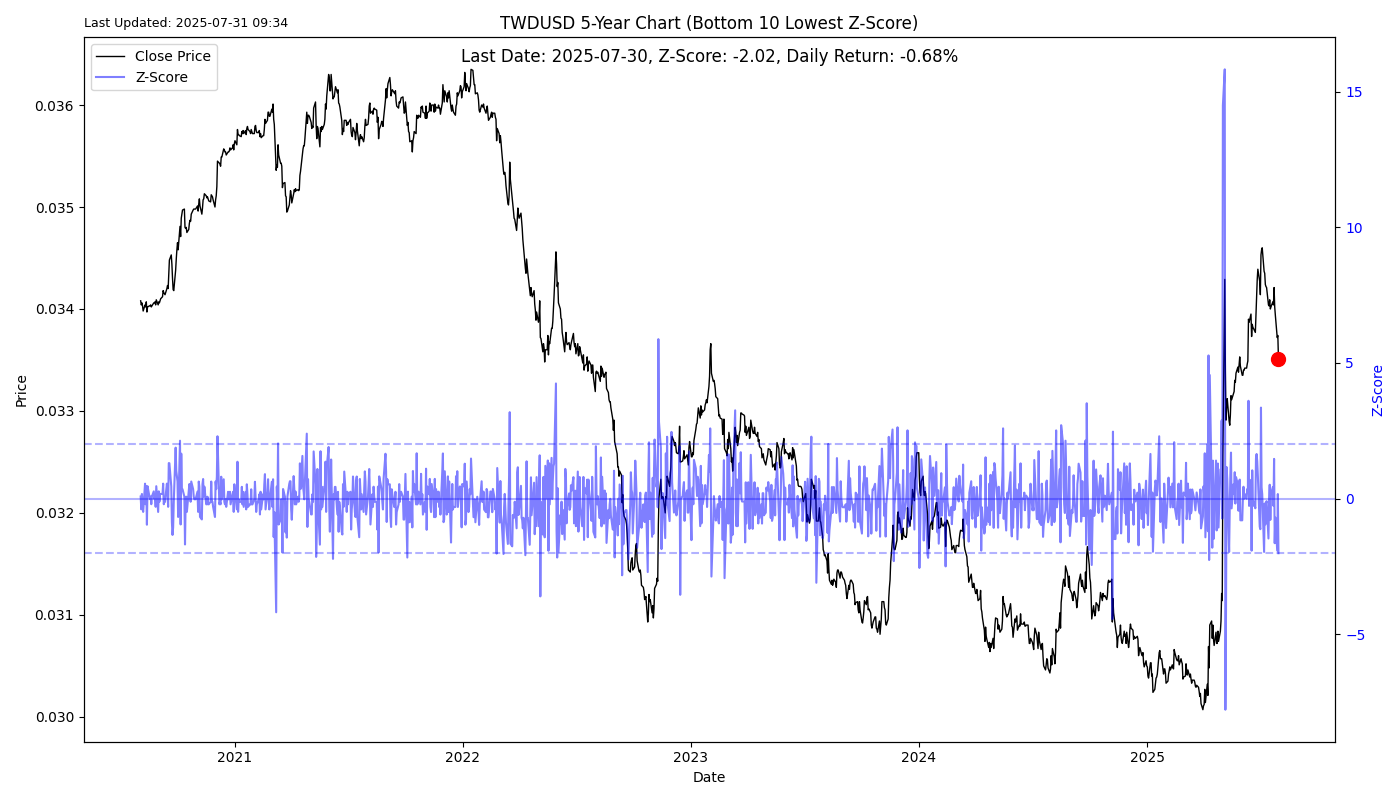 Last Updated: 2025-07-31 09:34
TWDUSD 5-Year Chart (Bottom 10 Lowest Z-Score)
Last Date: 2025-07-30, Z-Score: -2.02, Daily Return: -0.68%
Close Price
Z-Score
Price
0.036
0.035
0.034
0.033
0.032
0.031
0.030
15
10
5
0
−5
Z-Score
2021
2022
2023
2024
2025
Date